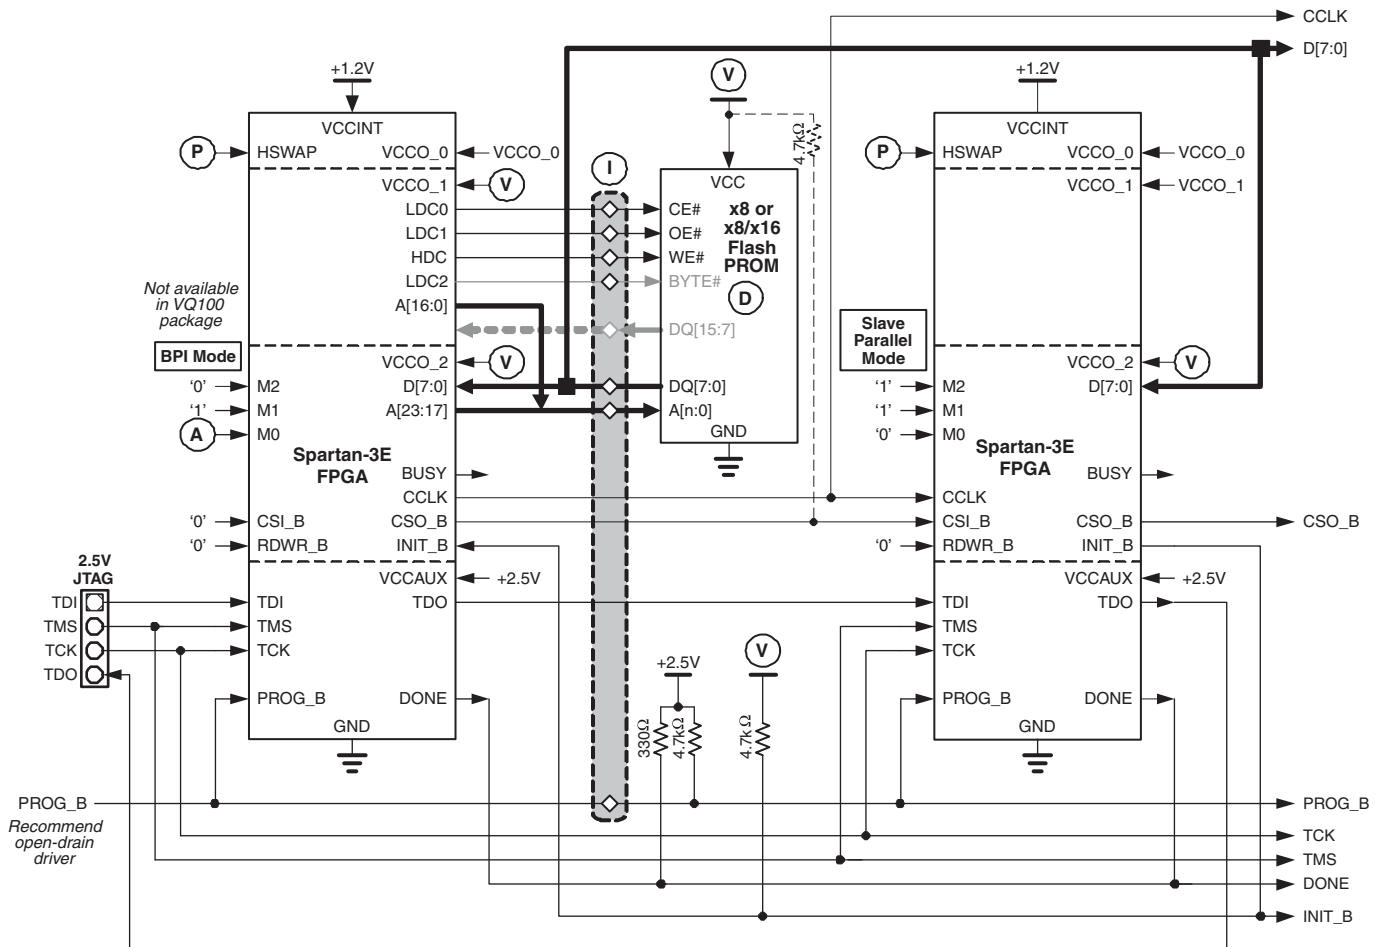 CCLK
D[7:0]
+1.2V
V
+1.2V
VCCINT
4.7kΩ
VCCINT
P
HSWAP
VCCO_0
VCCO_0
P
HSWAP
VCCO_0
VCCO_0
I
VCCO_1
V
VCC
VCCO_1
VCCO_1
LDC0
CE#
x8 or
x8/x16
Flash
PROM
LDC1
OE#
HDC
WE#
LDC2
BYTE#
D
Not available
in VQ100
package
A[16:0]
DQ[15:7]
Slave
Parallel
Mode
BPI Mode
VCCO_2
V
VCCO_2
V
'0'
M2
D[7:0]
DQ[7:0]
'1'
M2
D[7:0]
'1'
M1
A[23:17]
A[n:0]
'1'
M1
A
M0
GND
'0'
M0
Spartan-3E
FPGA
Spartan-3E
FPGA
BUSY
BUSY
CCLK
CCLK
'0'
CSI_B
CSO_B
CSI_B
CSO_B
CSO_B
'0'
RDWR_B
INIT_B
'0'
RDWR_B
INIT_B
2.5V
JTAG
VCCAUX
+2.5V
VCCAUX
+2.5V
TDI
TDI
TDO
TDI
TDO
TMS
TMS
TMS
TCK
TCK
TCK
TDO
+2.5V
V
PROG_B
DONE
PROG_B
DONE
330Ω
4.7kΩ
4.7kΩ
GND
GND
PROG_B
PROG_B
Recommend
open-drain
driver
TCK
TMS
DONE
INIT_B